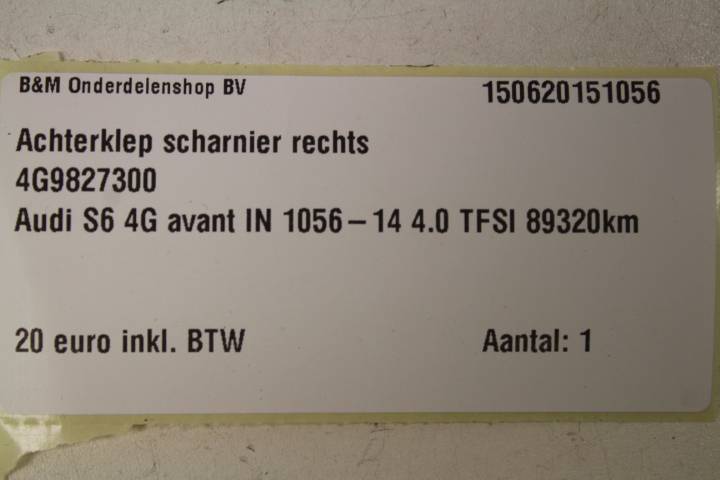 B&M Onderdelenshop BV 150620151056
Achterklep scharnier rechts
4G9827300
Audi S6 4G avant IN 1056-14 4.0 TFSI 89320km
20 euro inkl. BTW Aantal: 1